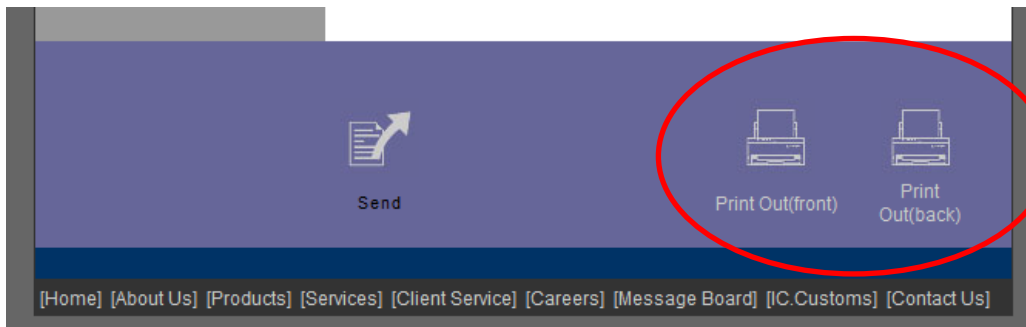 Send
Print Out(front)
Print
Out(back)
[Home] [About Us] [Products] [Services] [Client Service] [Careers] [Message Board] [IC.Customs] [Contact Us]